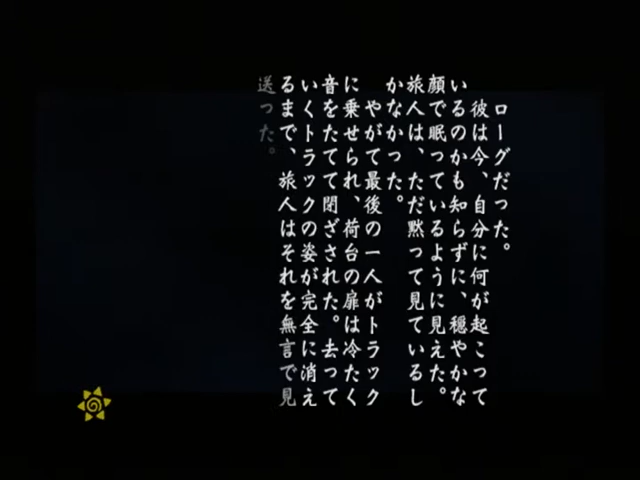 ローグだった。
彼は今、自分に何が起こって
いるのかも知らずに、穏やかな
顔で眠っているように見えた。
旅人は、ただ黙って見ているし
かなかった。
やがて最後の一人がトラック
に乗せられ、荷台の扉は冷たく
音をたてて閉ざされた。去って
いくトラックの姿が完全に消え
るまで、旅人はそれを無言で見
送った。